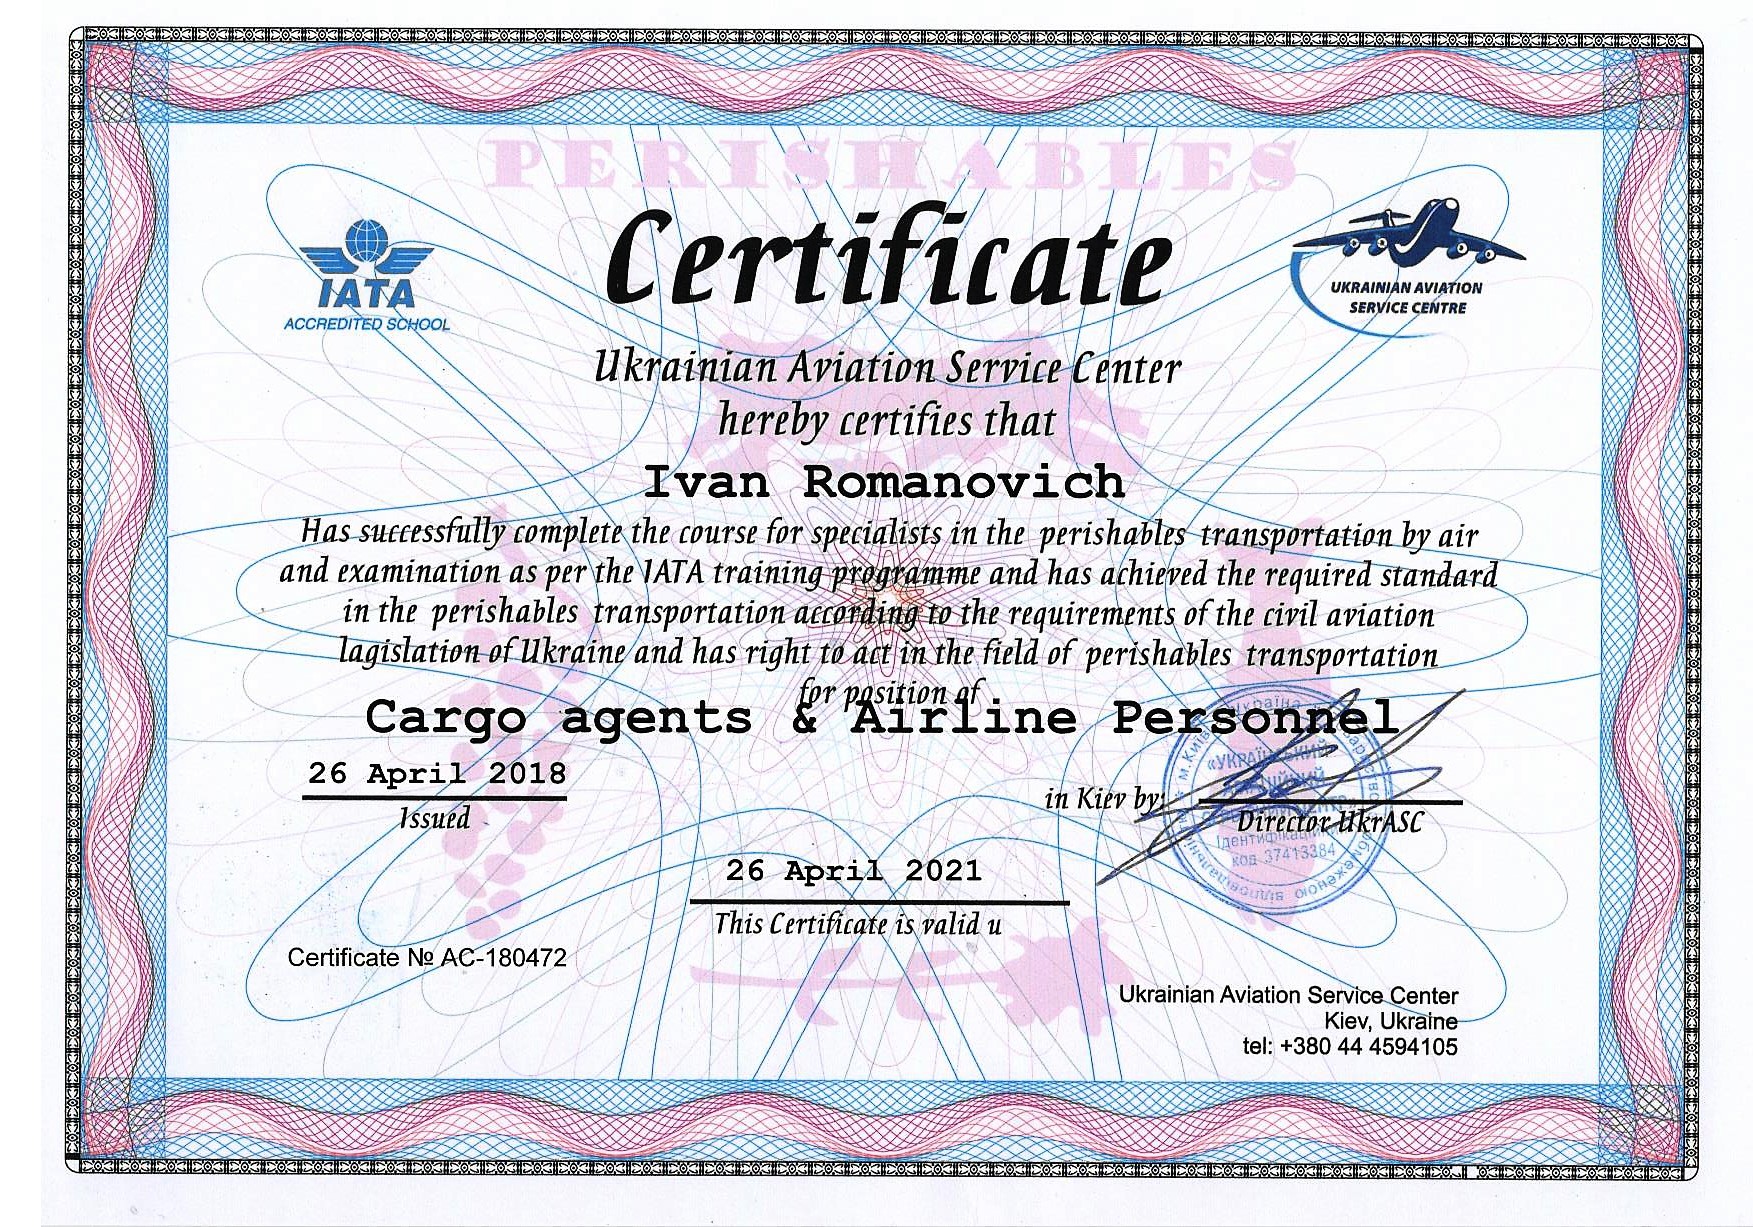 PERISHABLES
Certificate
IATA
ACCREDITED SCHOOL
UKRAINIAN AVIATION
SERVICE CENTRE
Ukrainian Aviation Service Center
hereby certifies that
Ivan Romanovich
Has successfully complete the course for specialists in the perishables transportation by air
and examination as per the IATA training programme and has achieved the required standard
in the perishables transportation according to the requirements of the civil aviation
lagislation of Ukraine and has right to act in the field of perishables transportation
for position of
Cargo agents & Airline Personnel
26 April 2018
Issued
in Kiev by:
Director UkrASC
україна
м.Київ
«УКРАЇНСЬКИЙ
код 37413384
26 April 2021
This Certificate is valid u
Certificate № AC-180472
Ukrainian Aviation Service Center
Kiev, Ukraine
tel: +380 44 4594105